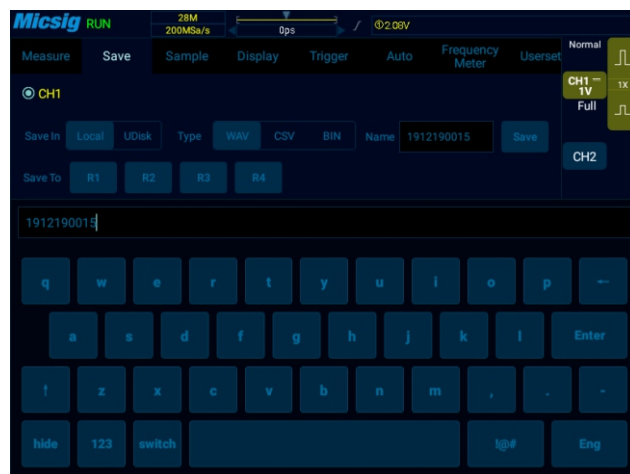 Micsig RUN 28M 200MSa/s 0ps ①2.08V
Measure Save Sample Display Trigger Auto Frequency Meter Userset
Normal
CH1
CH1 1V 1X
Full
Save In Local UDisk Type WAV CSV BIN Name 1912190015 Save
CH2
Save To R1 R2 R3 R4
1912190015
q w e r t y u i o p ←
a s d f g h j k l Enter
↑ z x c v b n m , . -
hide 123 switch !@# Eng